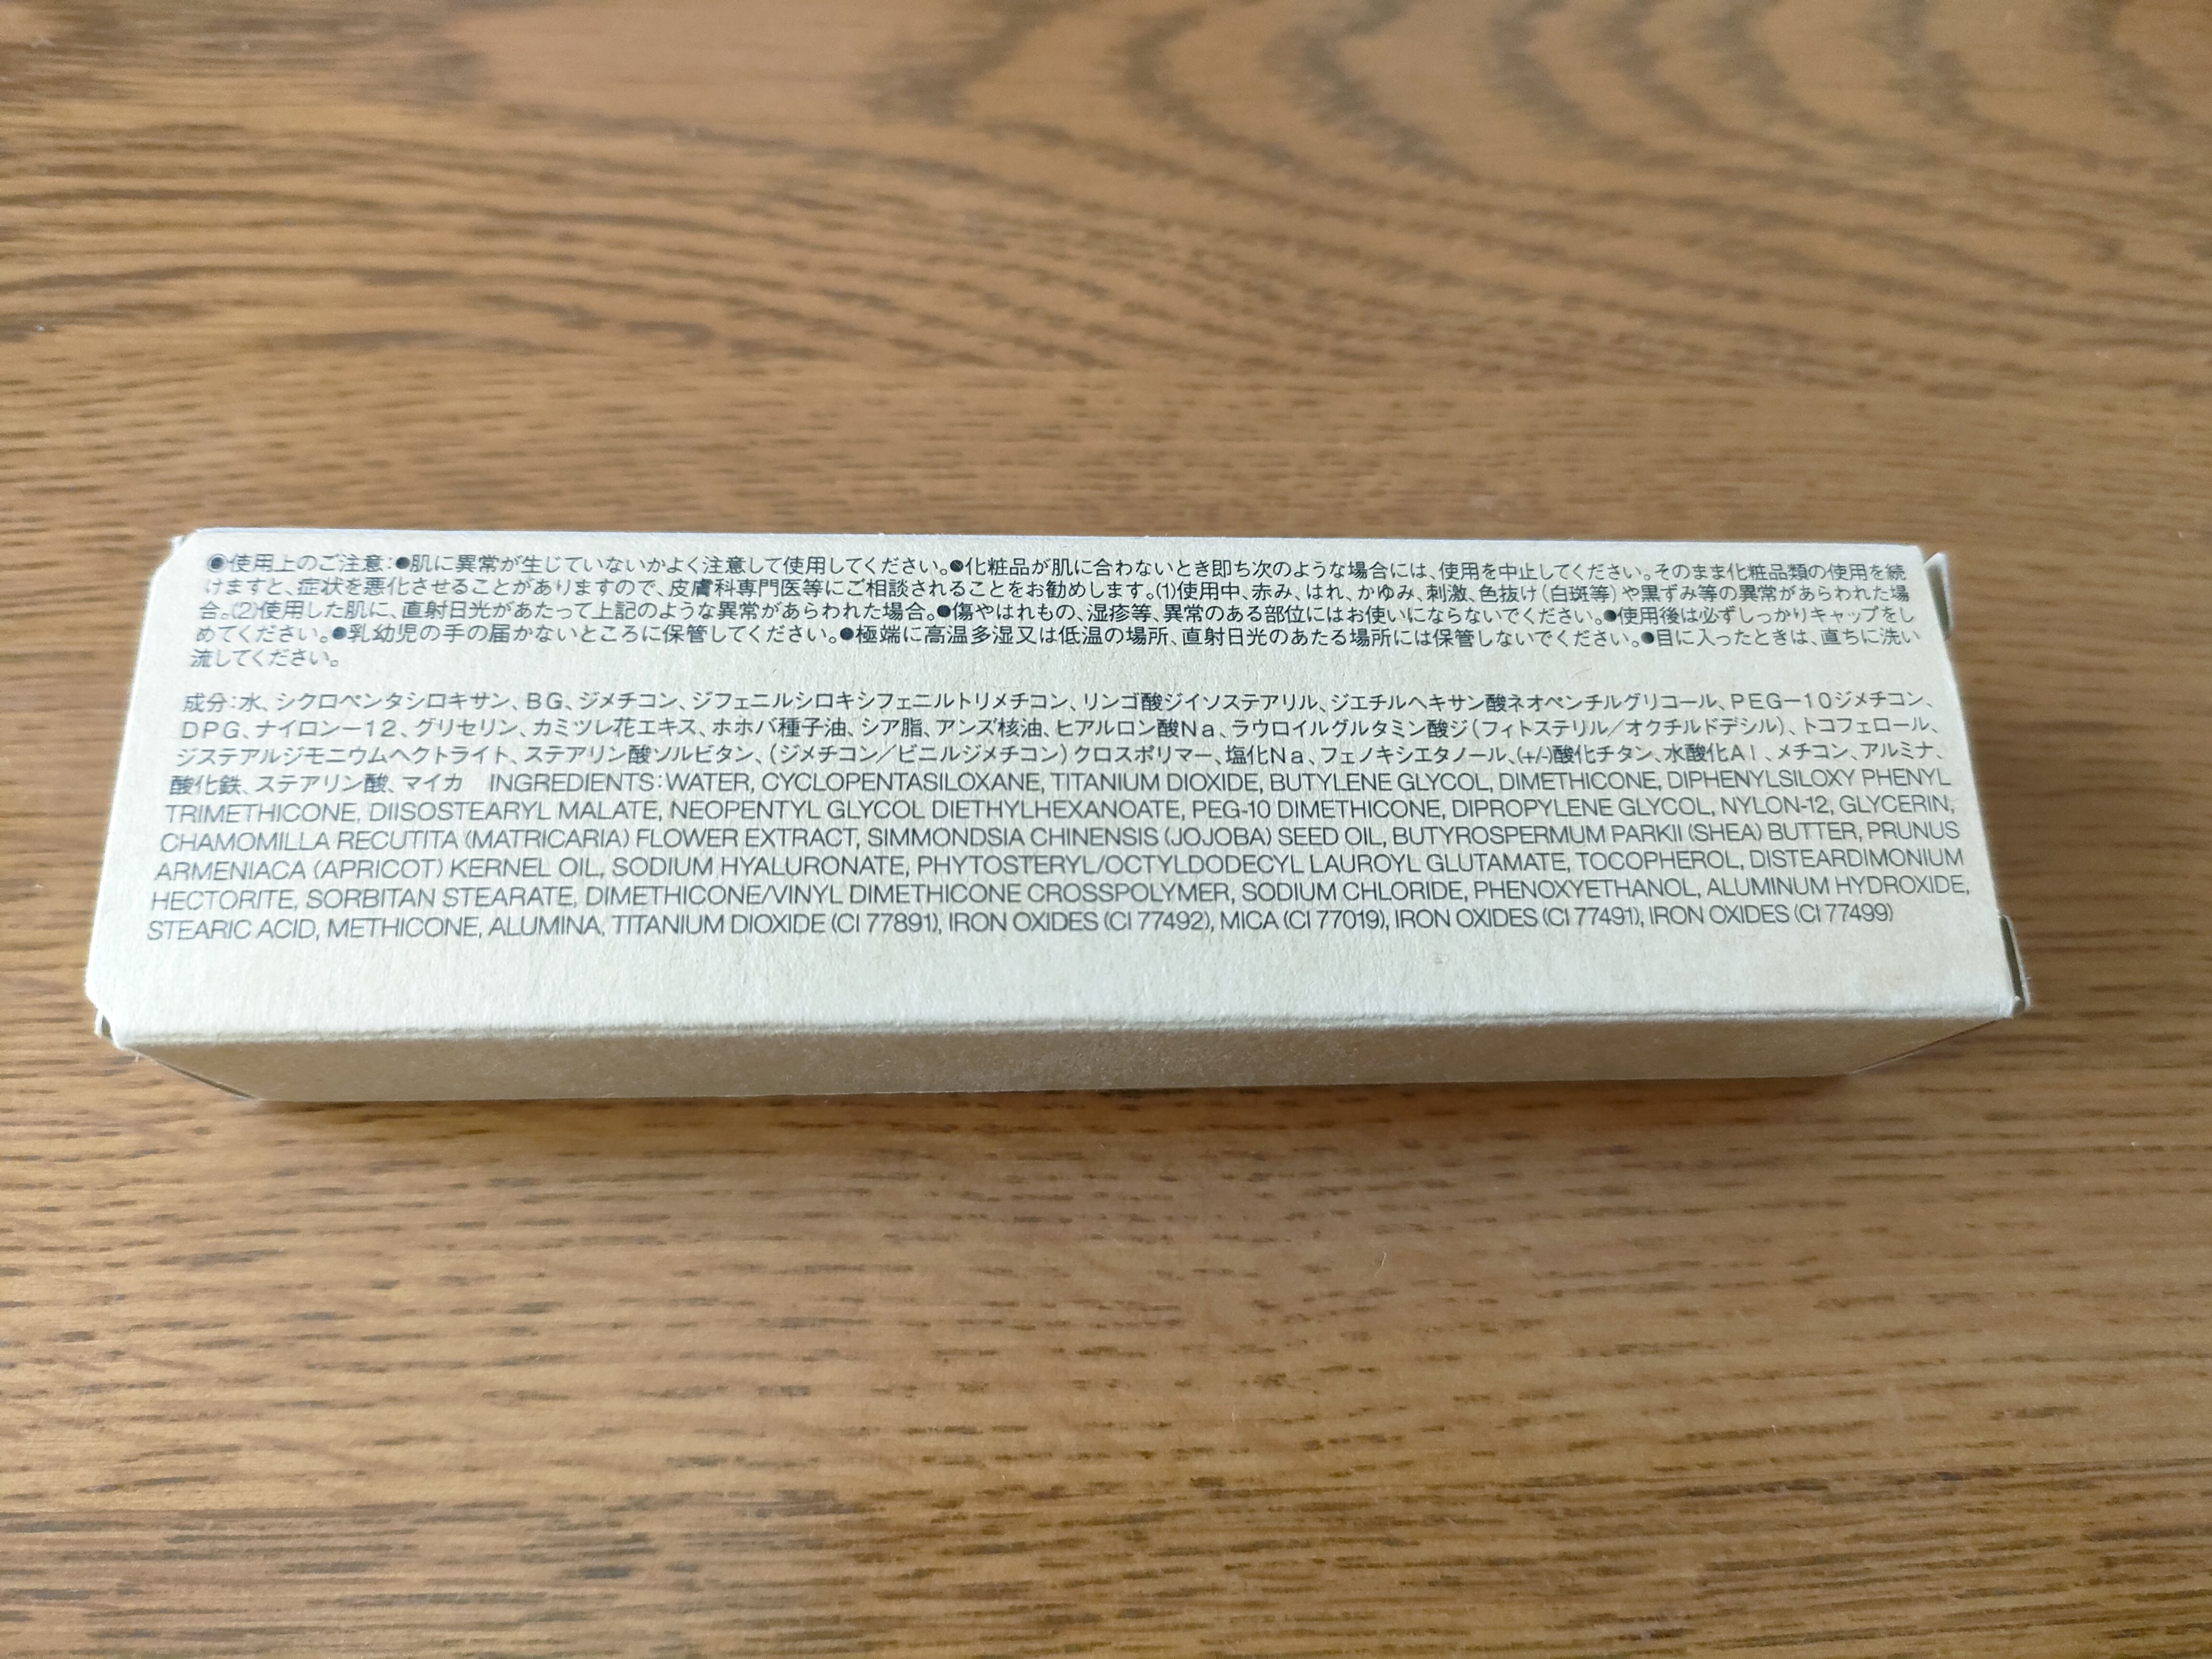 ◉使用上のご注意:●肌に異常が生じていないかよく注意して使用してください。●化粧品が肌に合わないとき即ち次のような場合には、使用を中止してください。そのまま化粧品類の使用を続
けますと、症状を悪化させることがありますので、皮膚科専門医等にご相談されることをお勧めします。(1)使用中、赤み、はれ、かゆみ、刺激、色抜け(白斑等)や黒ずみ等の異常があらわれた場
合。(2)使用した肌に、直射日光があたって上記のような異常があらわれた場合。●傷やはれもの、湿疹等、異常のある部位にはお使いにならないでください。●使用後は必ずしっかりキャップをし
めてください。●乳幼児の手の届かないところに保管してください。●極端に高温多湿又は低温の場所、直射日光のあたる場所には保管しないでください。●目に入ったときは、直ちに洗い
流してください。
成分:水、シクロペンタシロキサン、BG、ジメチコン、ジフェニルシロキシフェニルトリメチコン、リンゴ酸ジイソステアリル、ジエチルヘキサン酸ネオペンチルグリコール、PEG-10ジメチコン、
DPG、ナイロン-12、グリセリン、カミツレ花エキス、ホホバ種子油、シア脂、アンズ核油、ヒアルロン酸Na、ラウロイルグルタミン酸ジ(フィトステリル/オクチルドデシル)、トコフェロール、
ジステアルジモニウムヘクトライト、ステアリン酸ソルビタン、(ジメチコン/ビニルジメチコン)クロスポリマー、塩化Na、フェノキシエタノール、(+/-)酸化チタン、水酸化Al、メチコン、アルミナ、
酸化鉄、ステアリン酸、マイカ INGREDIENTS:WATER, CYCLOPENTASILOXANE, TITANIUM DIOXIDE, BUTYLENE GLYCOL, DIMETHICONE, DIPHENYLSILOXY PHENYL
TRIMETHICONE, DIISOSTEARYL MALATE, NEOPENTYL GLYCOL DIETHYLHEXANOATE, PEG-10 DIMETHICONE, DIPROPYLENE GLYCOL, NYLON-12, GLYCERIN,
CHAMOMILLA RECUTITA (MATRICARIA) FLOWER EXTRACT, SIMMONDSIA CHINENSIS (JOJOBA) SEED OIL, BUTYROSPERMUM PARKII (SHEA) BUTTER, PRUNUS
ARMENIACA (APRICOT) KERNEL OIL, SODIUM HYALURONATE, PHYTOSTERYL/OCTYLDODECYL LAUROYL GLUTAMATE, TOCOPHEROL, DISTEARDIMONIUM
HECTORITE, SORBITAN STEARATE, DIMETHICONE/VINYL DIMETHICONE CROSSPOLYMER, SODIUM CHLORIDE, PHENOXYETHANOL, ALUMINUM HYDROXIDE,
STEARIC ACID, METHICONE, ALUMINA, TITANIUM DIOXIDE (CI 77891), IRON OXIDES (CI 77492), MICA (CI 77019), IRON OXIDES (CI 77491), IRON OXIDES (CI 77499)